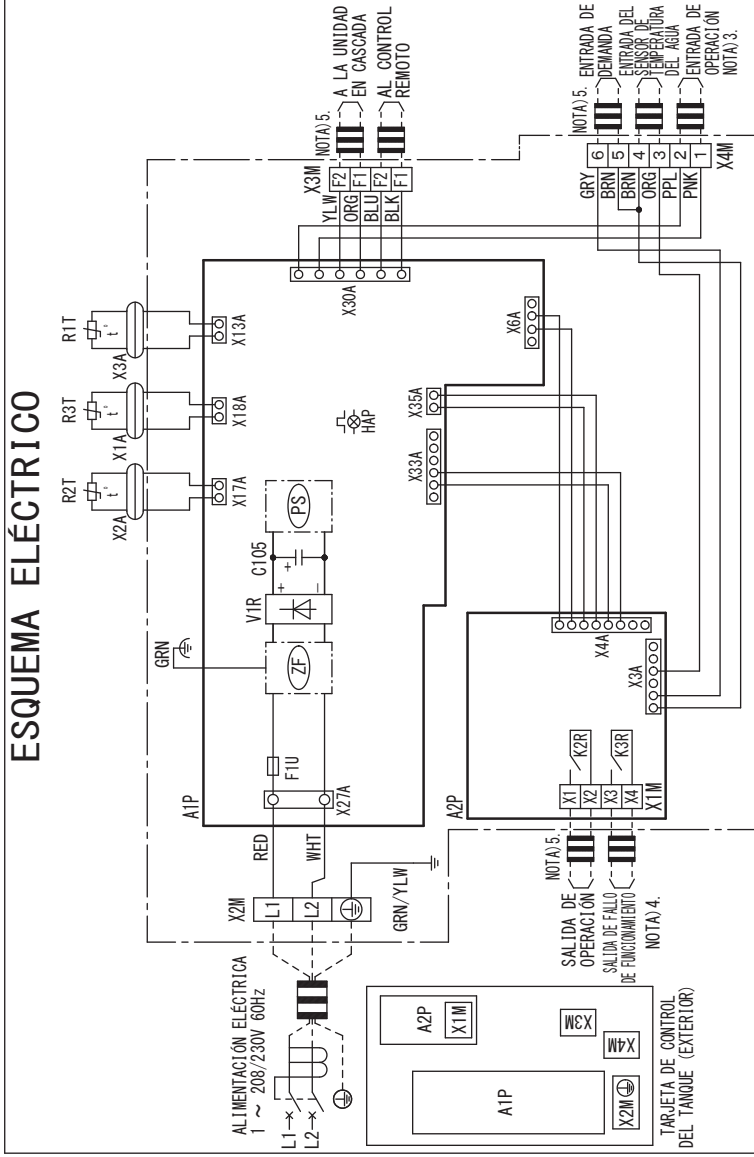 ESQUEMA ELÉCTRICO
ALIMENTACIÓN ELÉCTRICA
1 ~ 208/230V 60Hz
L1
L2
X2M
L1
L2
GRN/YLW
RED
WHT
A1P
X27A
F1U
GRN
ZF
V1R
+
−
C105
+
PS
HAP
R2T
t°
X2A
X17A
R3T
t°
X1A
X18A
R1T
t°
X3A
X13A
X30A
X33A
X35A
X6A
X3M
F2
F1
F2
F1
YLW
ORG
BLU
BLK
NOTA)5.
A LA UNIDAD
EN CASCADA
AL CONTROL
REMOTO
GRY
BRN
BRN
ORG
PPL
PNK
6
5
4
3
2
1
X4M
NOTA)5.
ENTRADA DE
DEMANDA
ENTRADA DEL
SENSOR DE
TEMPERATURA
DEL AGUA
ENTRADA DE
OPERACIÓN
NOTA)3.
A2P
X4A
X3A
K2R
K3R
X1
X2
X3
X4
X1M
NOTA)5.
SALIDA DE
OPERACIÓN
SALIDA DE FALLO
DE FUNCIONAMIENTO
NOTA)4.
A1P
A2P
X1M
X3M
X4M
X2M
TARJETA DE CONTROL
DEL TANQUE (EXTERIOR)